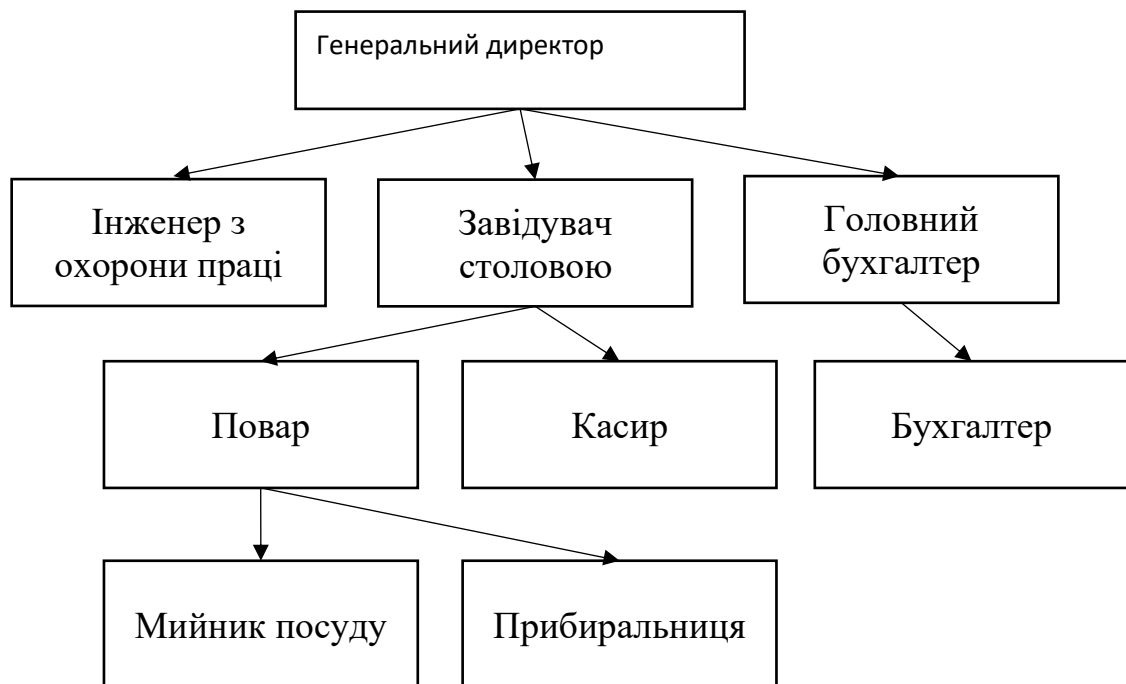 Генеральний директор
Інженер з
охорони праці
Завідувач
столовою
Головний
бухгалтер
Повар
Касир
Бухгалтер
Мийник посуду
Прибиральниця